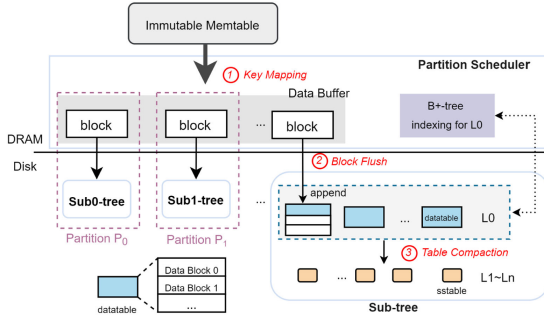 Immutable Memtable
① Key Mapping
Partition Scheduler
Data Buffer
block
block
...
block
B+-tree
indexing for L0
DRAM
Disk
② Block Flush
Sub0-tree
Sub1-tree
...
append
...
datatable
L0
Partition P0
Partition P1
③ Table Compaction
...
L1~Ln
sstable
Sub-tree
datatable
Data Block 0
Data Block 1
...